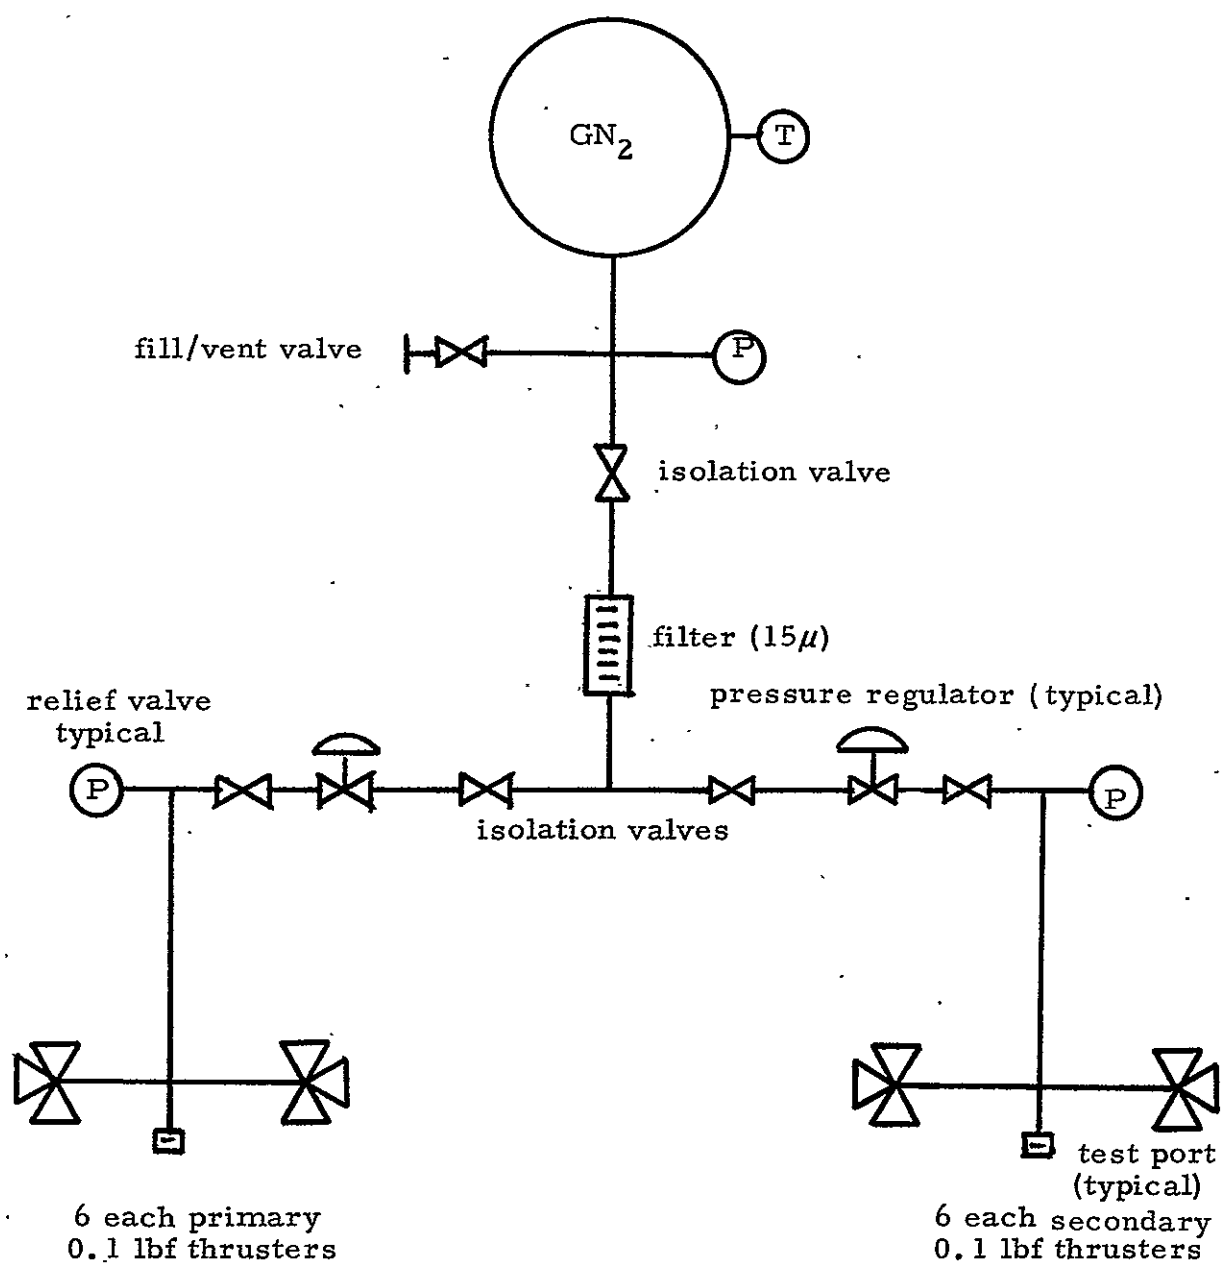 GN2
T
fill/vent valve
P
isolation valve
filter (15μ)
relief valve
typical
pressure regulator (typical)
P
P
isolation valves
test port
(typical)
6 each primary
0.1 lbf thrusters
6 each secondary
0.1 lbf thrusters